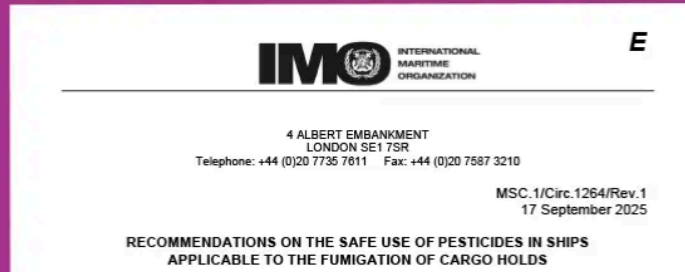 E
IMO INTERNATIONAL
MARITIME
ORGANIZATION
4 ALBERT EMBANKMENT
LONDON SE1 7SR
Telephone: +44 (0)20 7735 7611 Fax: +44 (0)20 7587 3210
MSC.1/Circ.1264/Rev.1
17 September 2025
RECOMMENDATIONS ON THE SAFE USE OF PESTICIDES IN SHIPS
APPLICABLE TO THE FUMIGATION OF CARGO HOLDS